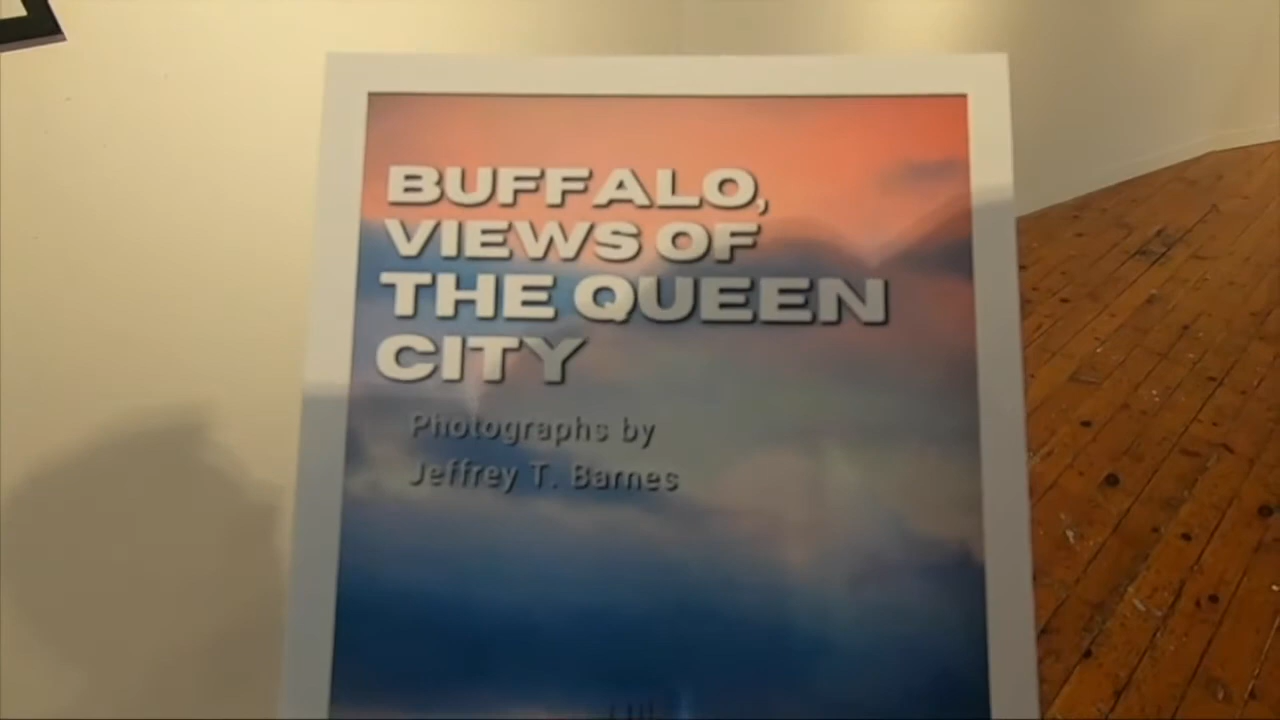 BUFFALO,
VIEWS OF
THE QUEEN
CITY
Photographs by
Jeffrey T. Barnes